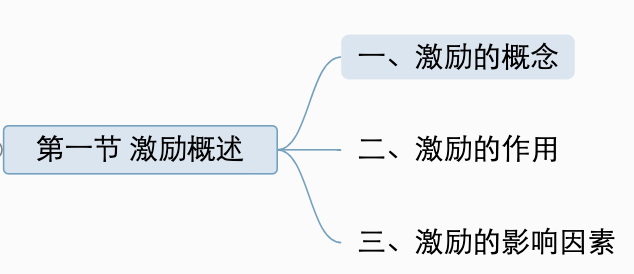 第一节 激励概述
一、激励的概念
二、激励的作用
三、激励的影响因素